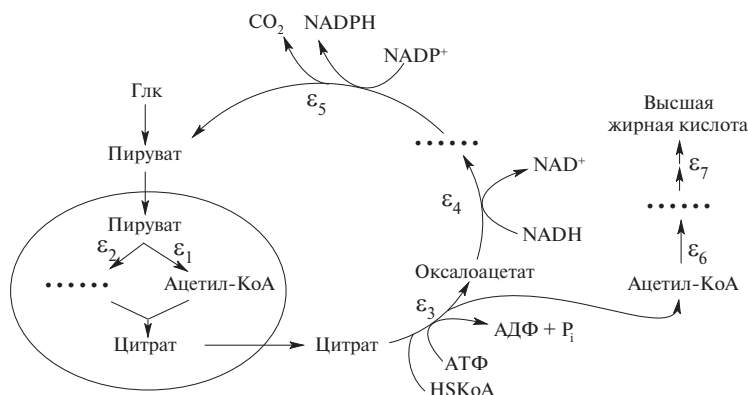 CO₂ NADPH
NADP⁺
Глк
ε₅
Высшая
жирная кислота
Пируват
......
ε₇
NAD⁺
ε₄
......
Пируват
NADH
ε₂ ε₁
ε₆
Оксалоацетат
...... Ацетил-КоА
Ацетил-КоА
ε₃
АДФ + Pᵢ
Цитрат
Цитрат
АТФ
HSКоА